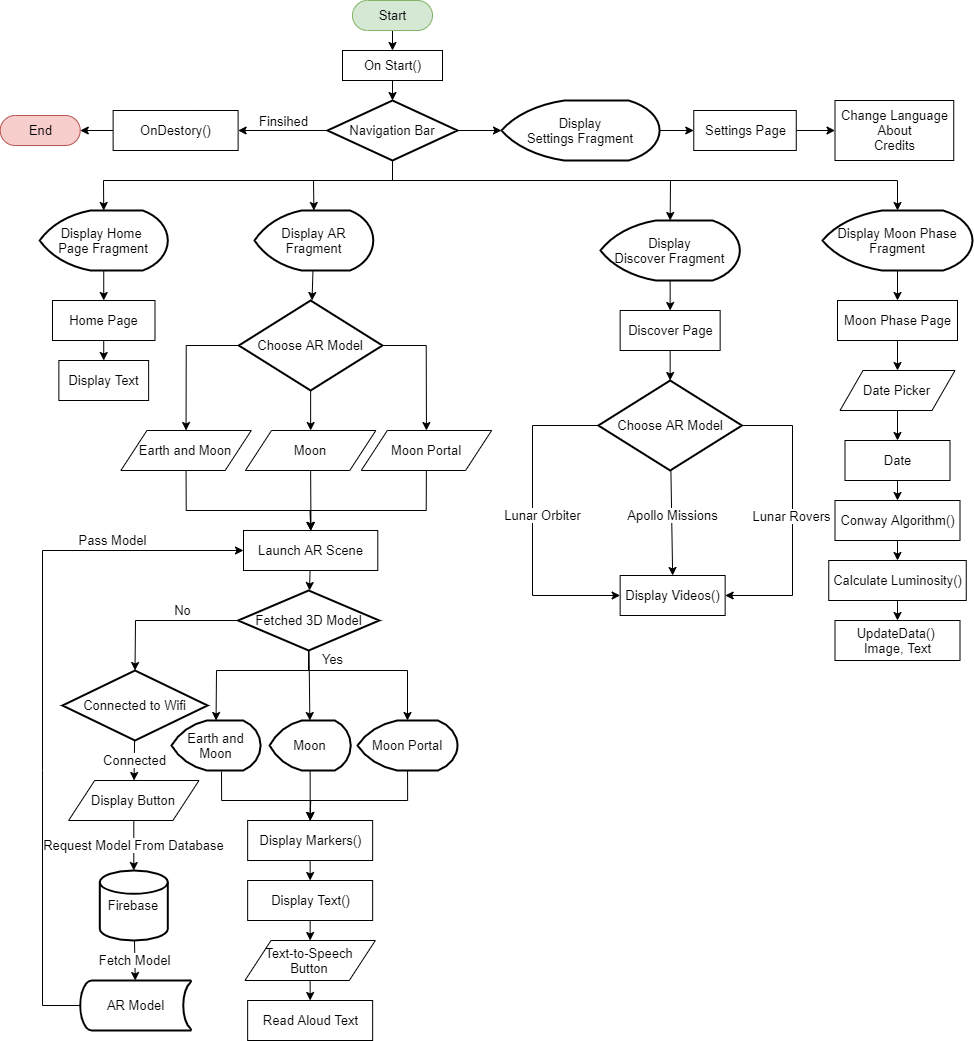 Start
On Start()
End
OnDestory()
Finsihed
Navigation Bar
Display
Settings Fragment
Settings Page
Change Language
About
Credits
Display Home
Page Fragment
Display AR
Fragment
Display
Discover Fragment
Display Moon Phase
Fragment
Home Page
Display Text
Choose AR Model
Earth and Moon
Moon
Moon Portal
Discover Page
Choose AR Model
Lunar Orbiter
Apollo Missions
Lunar Rovers
Display Videos()
Moon Phase Page
Date Picker
Date
Conway Algorithm()
Calculate Luminosity()
UpdateData()
Image, Text
Pass Model
Launch AR Scene
Fetched 3D Model
No
Yes
Connected to Wifi
Connected
Display Button
Request Model From Database
Firebase
Fetch Model
AR Model
Earth and
Moon
Moon
Moon Portal
Display Markers()
Display Text()
Text-to-Speech
Button
Read Aloud Text